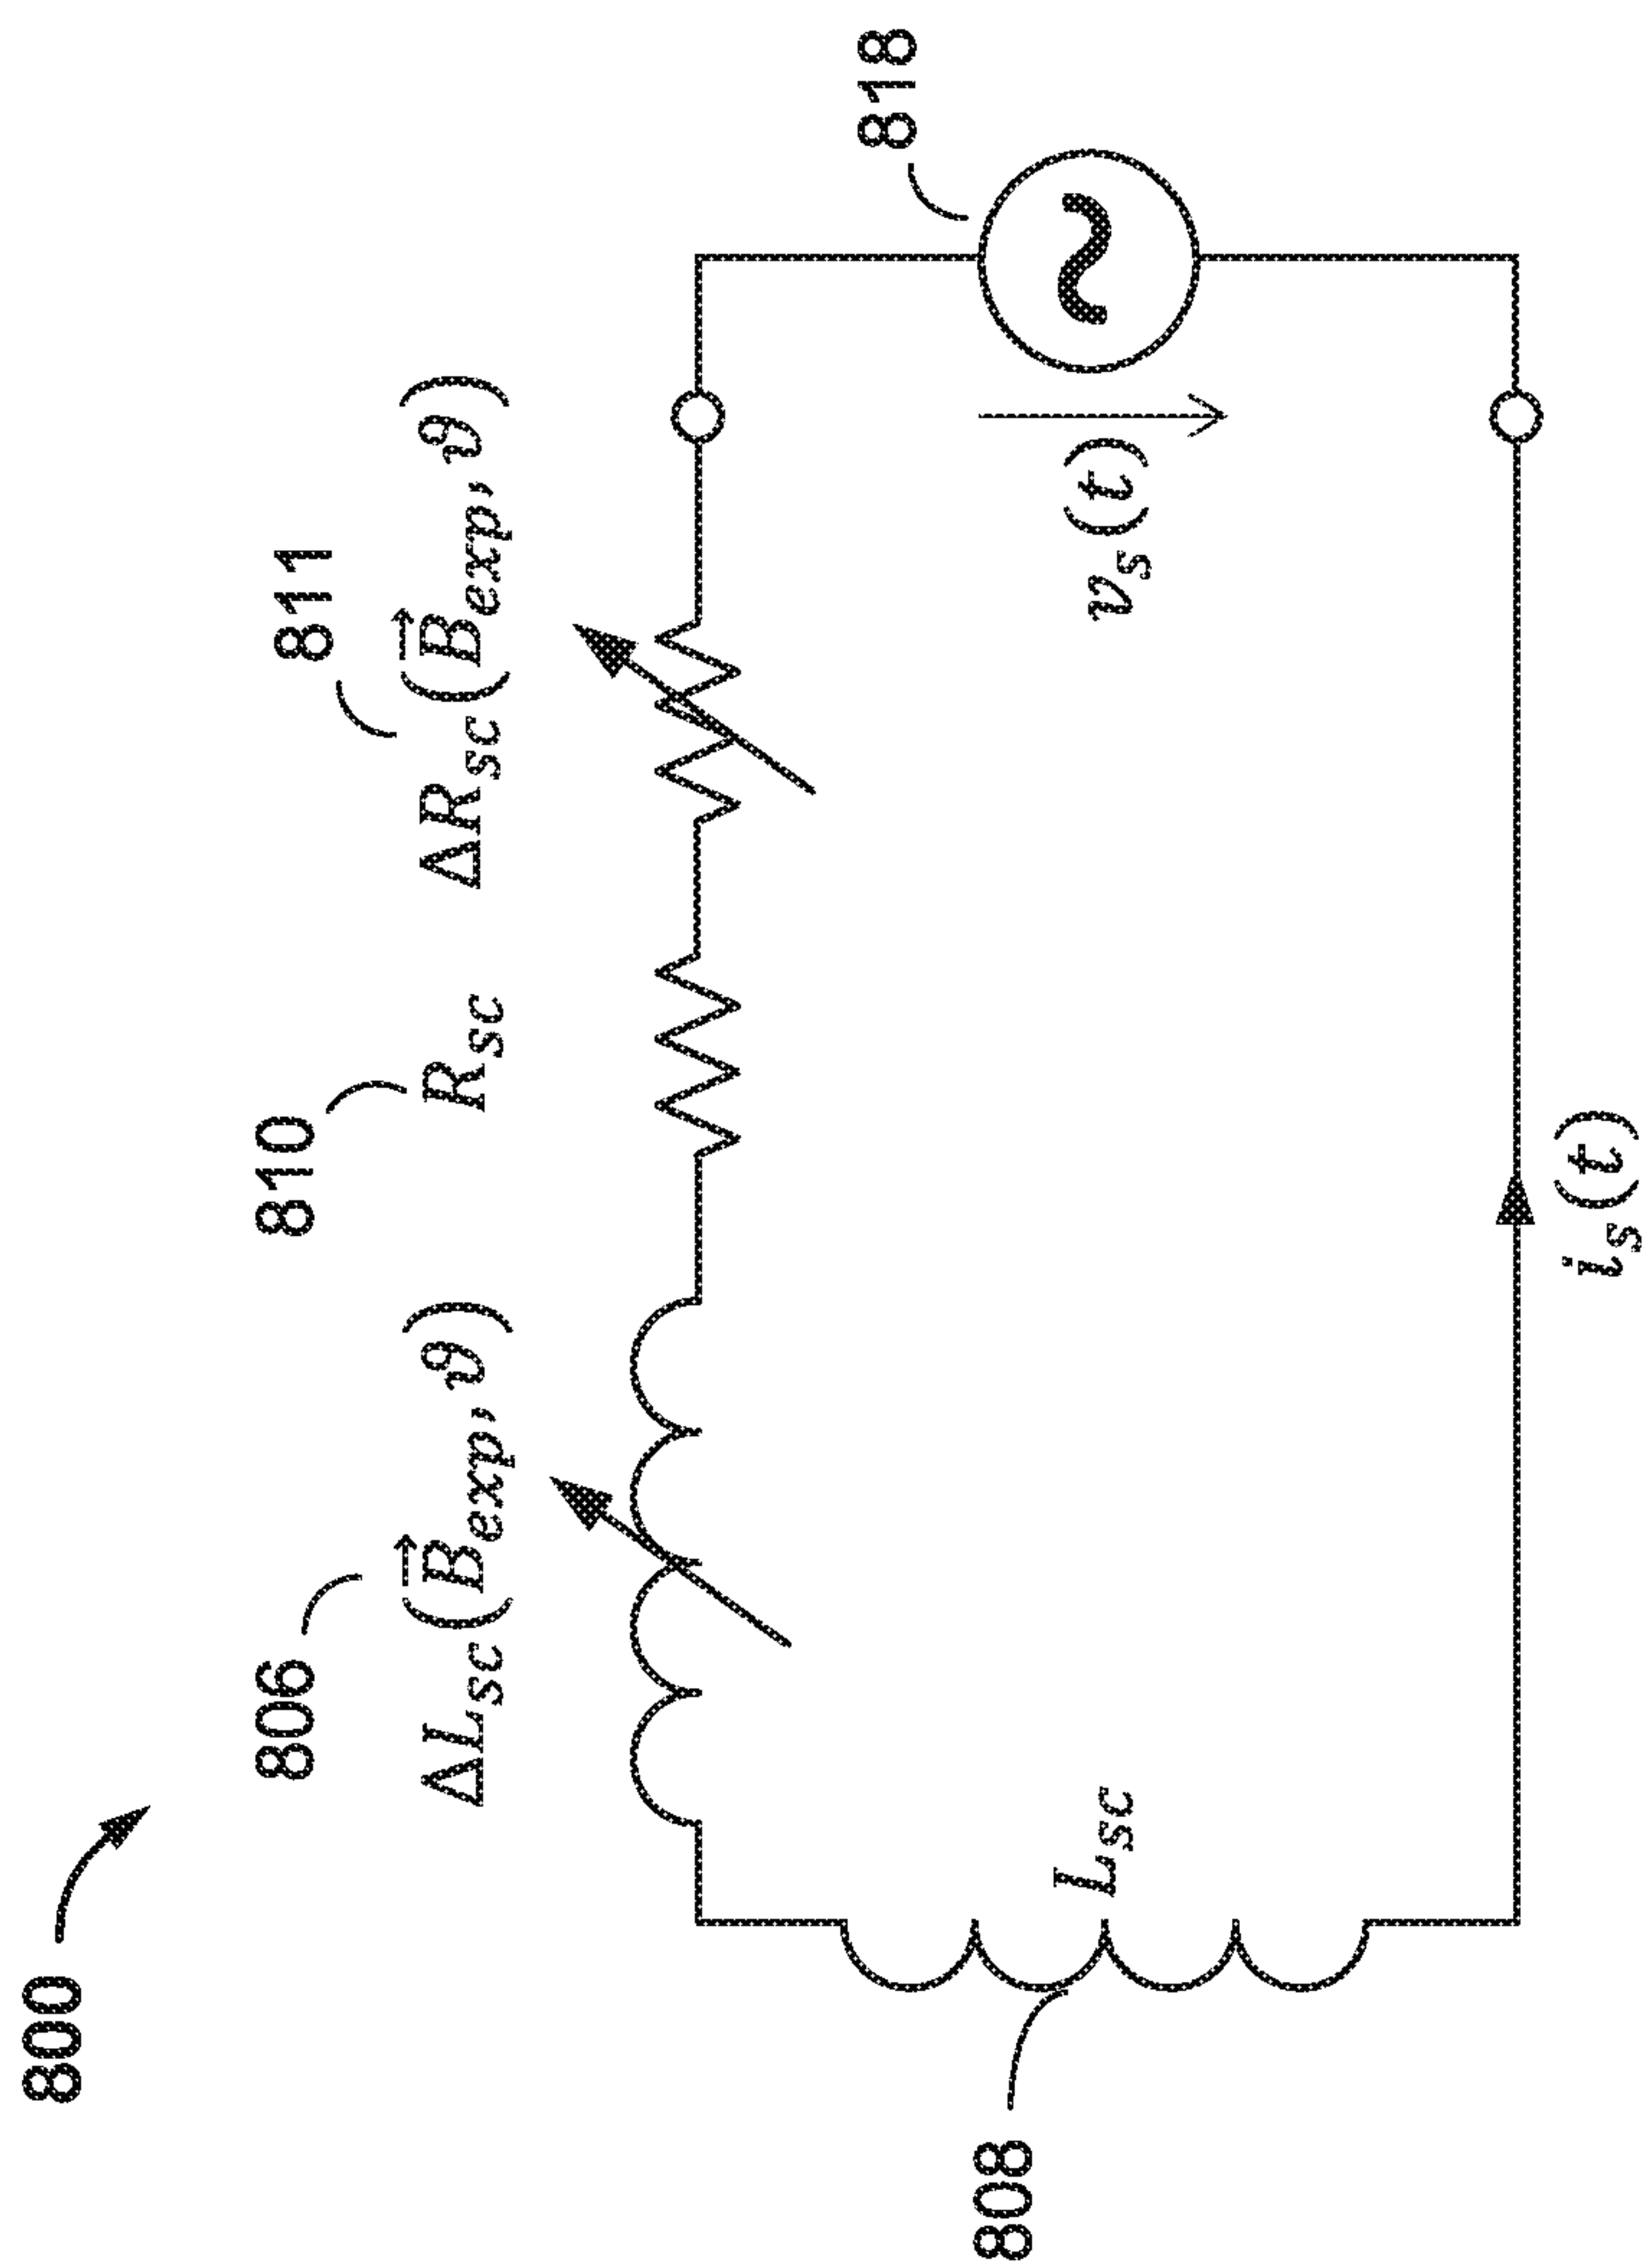 800
806
ΔL_sc(B⃗_exp, ϑ)
810
R_sc
811
ΔR_sc(B⃗_exp, ϑ)
818
808
L_sc
v_s(t)
i_s(t)